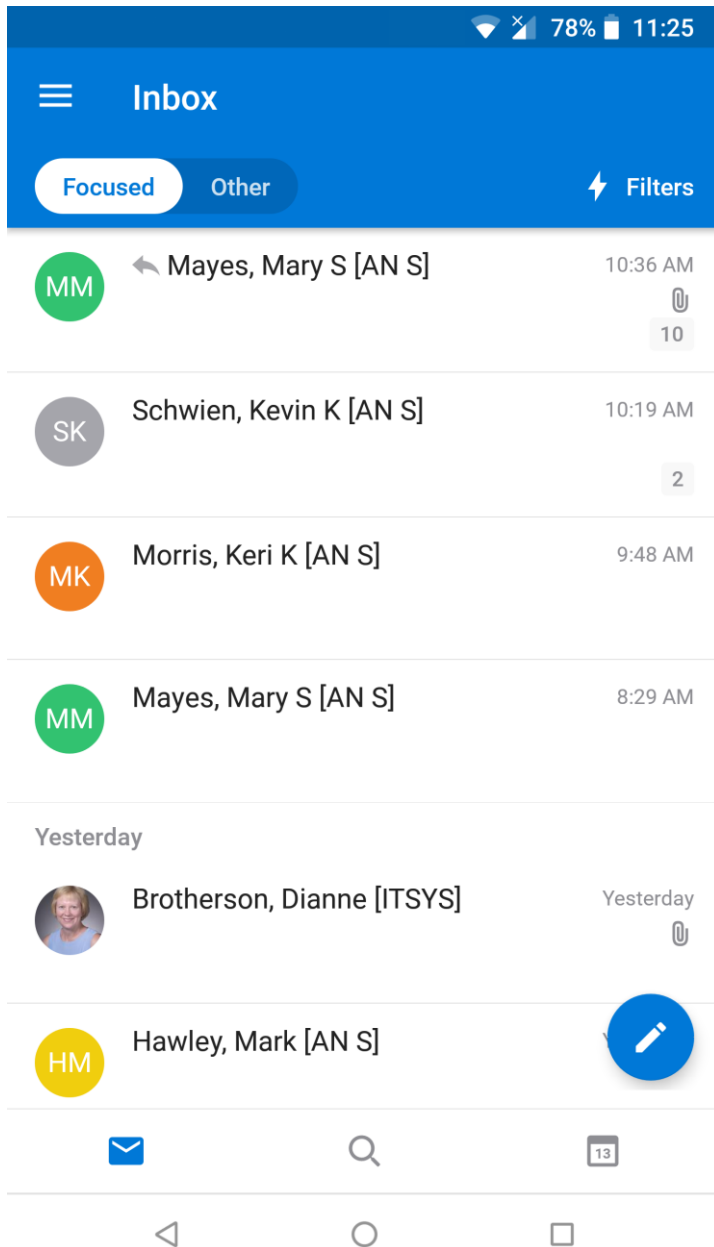 78% 11:25
Inbox
Focused Other Filters
MM Mayes, Mary S [AN S] 10:36 AM
10
SK Schwien, Kevin K [AN S] 10:19 AM
2
MK Morris, Keri K [AN S] 9:48 AM
MM Mayes, Mary S [AN S] 8:29 AM
Yesterday
Brotherson, Dianne [ITSYS] Yesterday
HM Hawley, Mark [AN S]
13